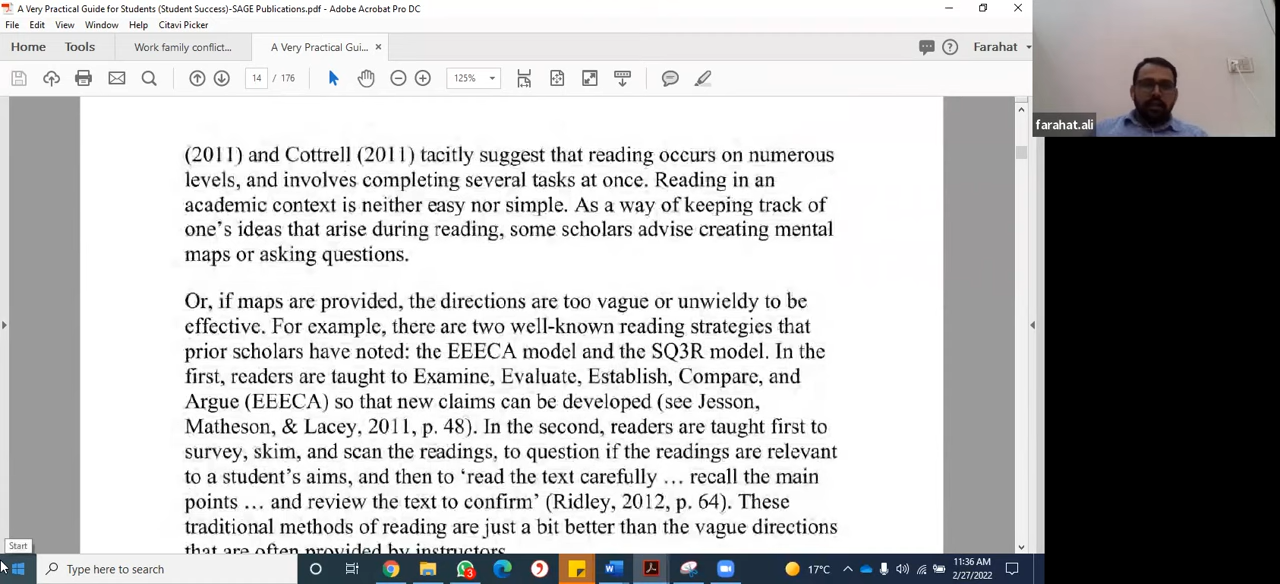 A Very Practical Guide for Students (Student Success)-SAGE Publications.pdf - Adobe Acrobat Pro DC
File Edit View Window Help Citavi Picker
Home Tools Work family conflict... A Very Practical Gui... × Farahat
14 / 176 125%
farahat.ali
(2011) and Cottrell (2011) tacitly suggest that reading occurs on numerous
levels, and involves completing several tasks at once. Reading in an
academic context is neither easy nor simple. As a way of keeping track of
one's ideas that arise during reading, some scholars advise creating mental
maps or asking questions.
Or, if maps are provided, the directions are too vague or unwieldy to be
effective. For example, there are two well-known reading strategies that
prior scholars have noted: the EEECA model and the SQ3R model. In the
first, readers are taught to Examine, Evaluate, Establish, Compare, and
Argue (EEECA) so that new claims can be developed (see Jesson,
Matheson, & Lacey, 2011, p. 48). In the second, readers are taught first to
survey, skim, and scan the readings, to question if the readings are relevant
to a student's aims, and then to ‘read the text carefully … recall the main
points … and review the text to confirm’ (Ridley, 2012, p. 64). These
traditional methods of reading are just a bit better than the vague directions
that are often provided by instructors.
Start
Type here to search
3
17°C
11:36 AM
2/27/2022